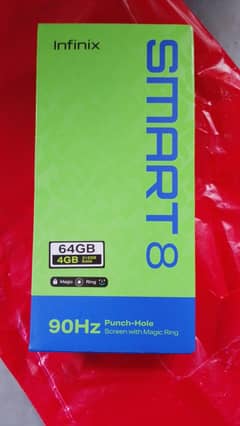 Infinix
SMART 8
64GB
4GB
Magic Ring
90Hz Punch-Hole
Screen with Magic Ring